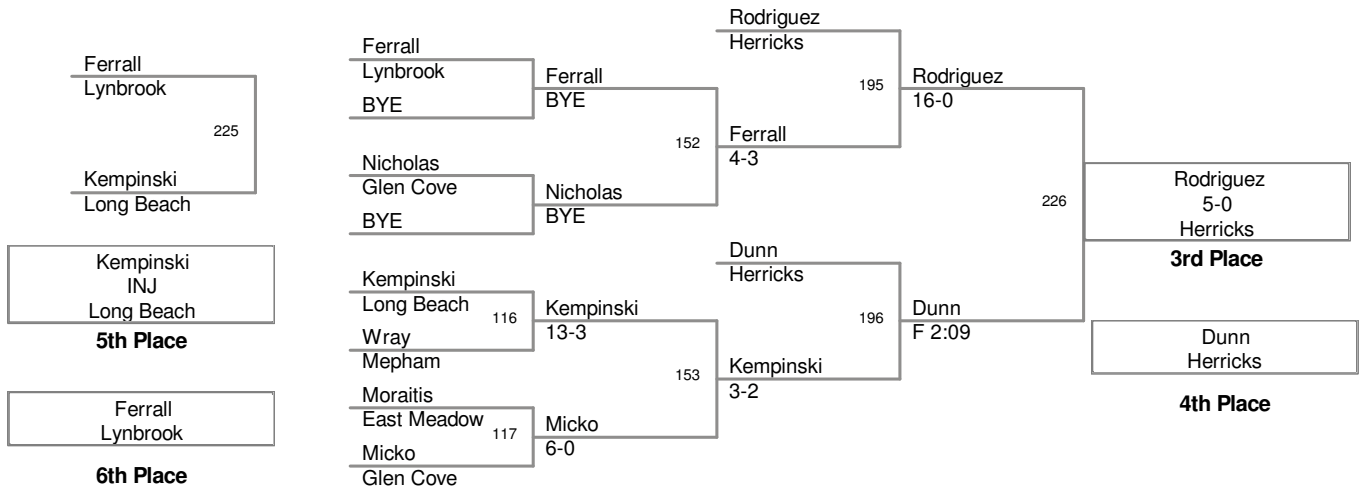 Ferrall
Lynbrook
225
Kempinski
Long Beach
Kempinski
INJ
Long Beach
5th Place
Ferrall
Lynbrook
6th Place
Ferrall
Lynbrook
BYE
Nicholas
Glen Cove
BYE
Kempinski
Long Beach
116
Wray
Mepham
Moraitis
East Meadow
117
Micko
Glen Cove
Ferrall
BYE
152
Nicholas
BYE
Kempinski
13-3
153
Micko
6-0
Rodriguez
Herricks
195
Ferrall
4-3
Dunn
Herricks
196
Kempinski
3-2
Rodriguez
16-0
226
Dunn
F 2:09
Rodriguez
5-0
Herricks
3rd Place
Dunn
Herricks
4th Place